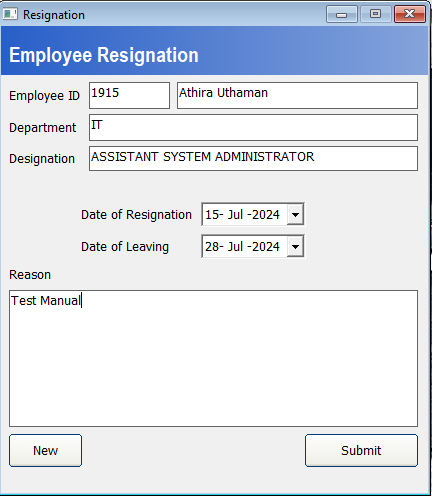 Resignation
Employee Resignation
Employee ID 1915 Athira Uthaman
Department IT
Designation ASSISTANT SYSTEM ADMINISTRATOR
Date of Resignation 15- Jul -2024
Date of Leaving 28- Jul -2024
Reason
Test Manual
New Submit